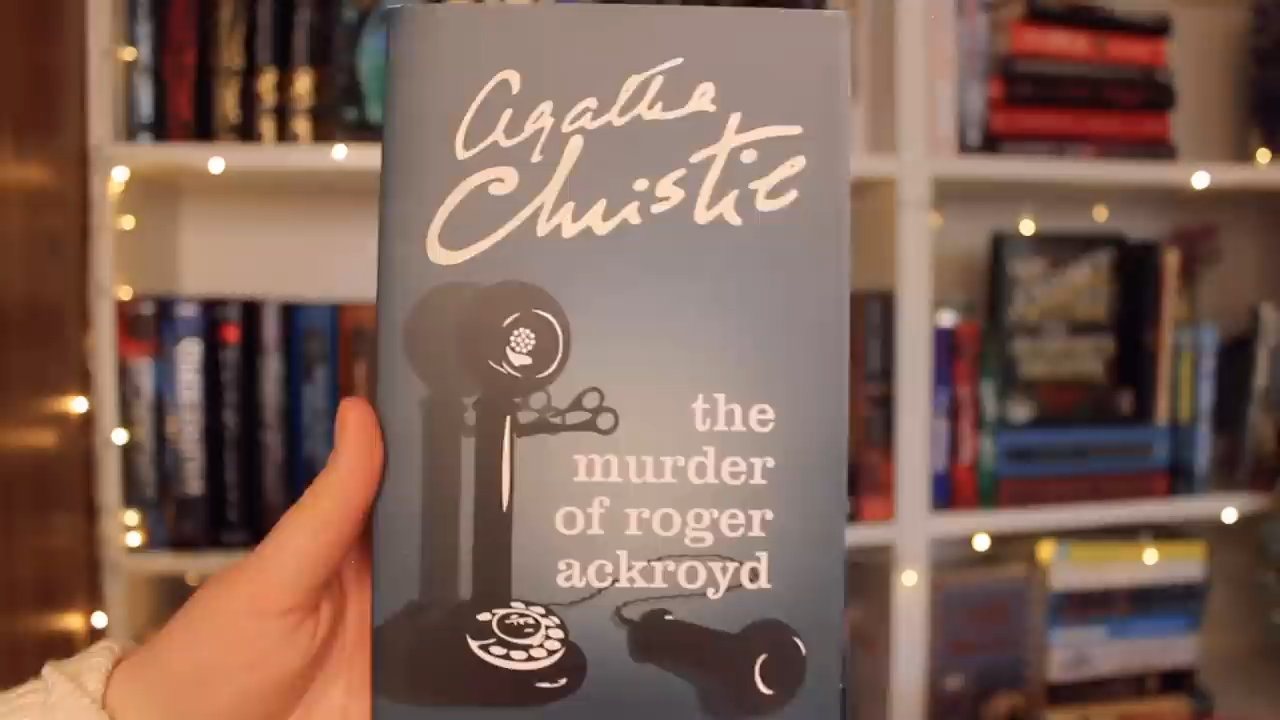 Agatha
Christie
the
murder
of roger
ackroyd